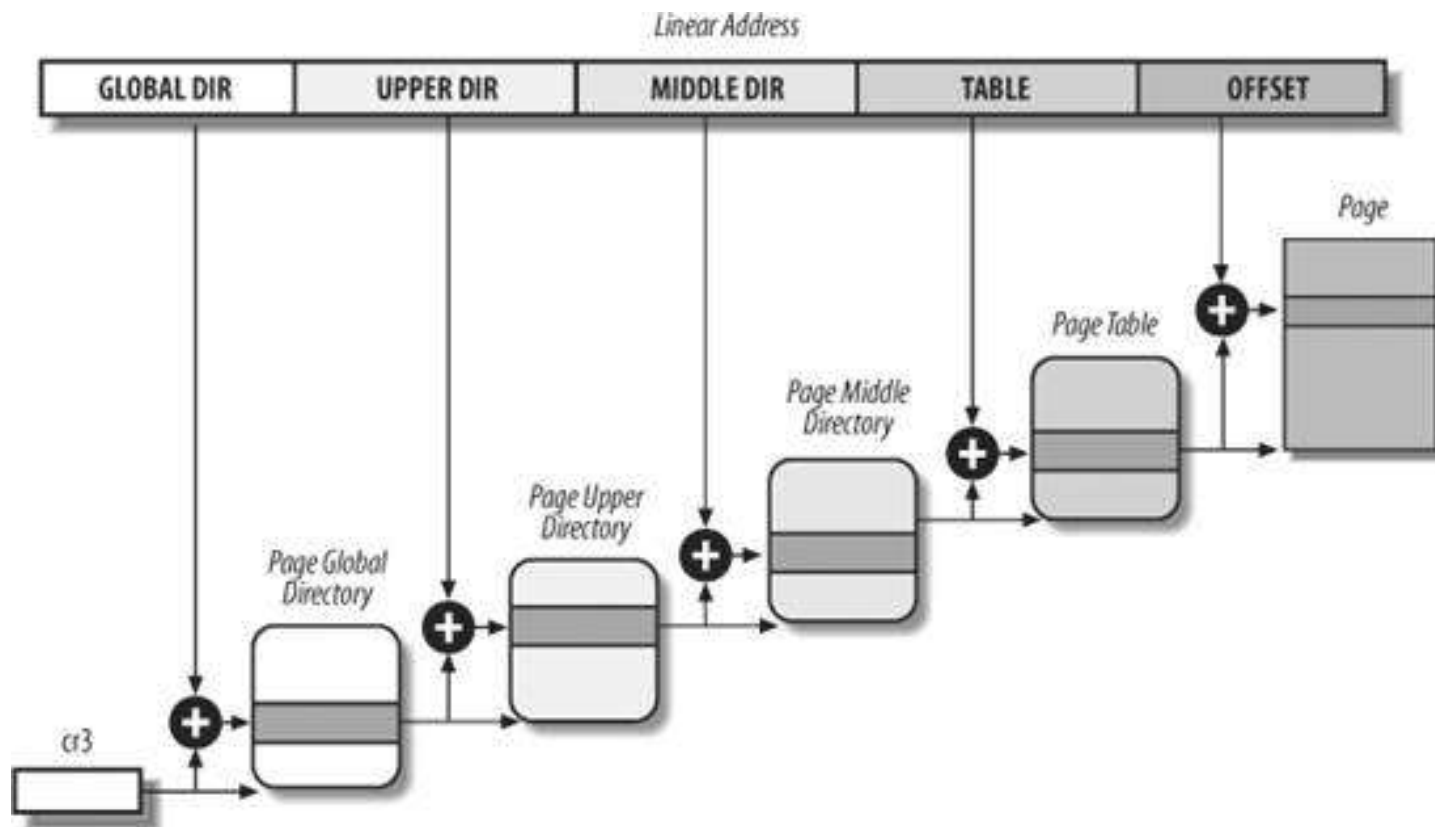 Linear Address
GLOBAL DIR UPPER DIR MIDDLE DIR TABLE OFFSET
Page
Page Table
Page Middle
Directory
Page Upper
Directory
Page Global
Directory
cr3